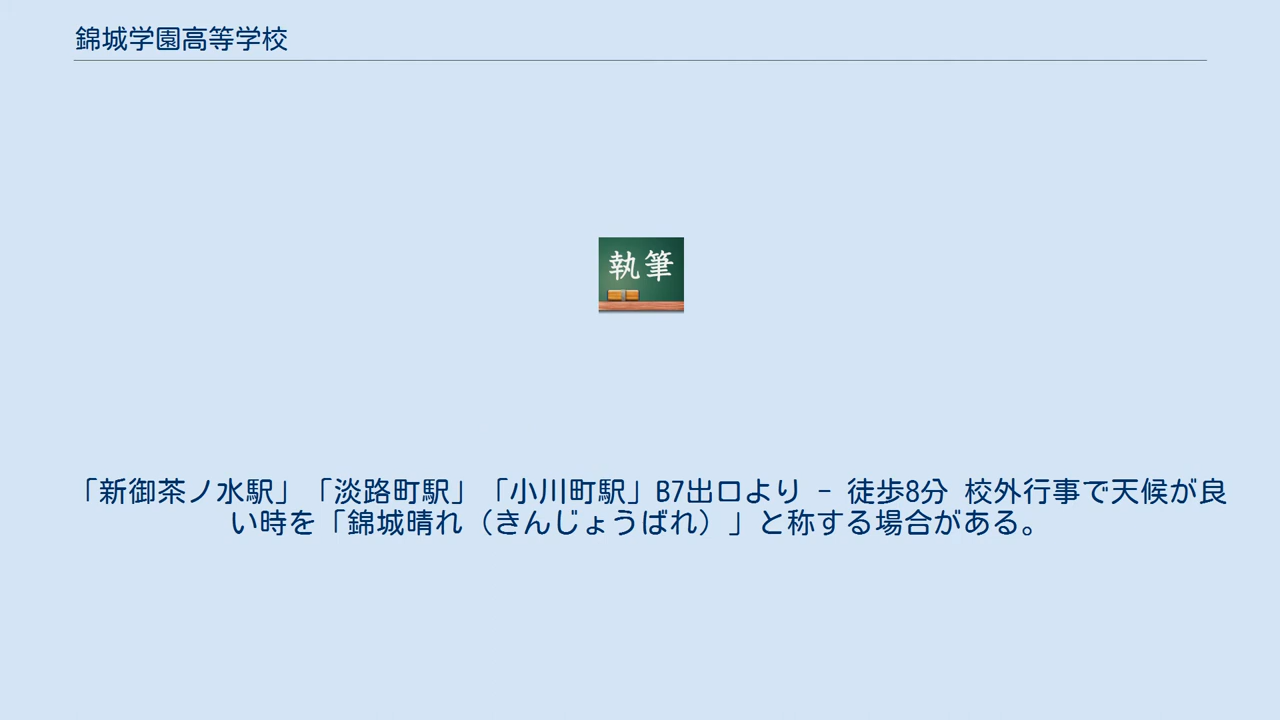 錦城学園高等学校
執筆
「新御茶ノ水駅」「淡路町駅」「小川町駅」B7出口より － 徒歩8分 校外行事で天候が良
い時を「錦城晴れ（きんじょうばれ）」と称する場合がある。